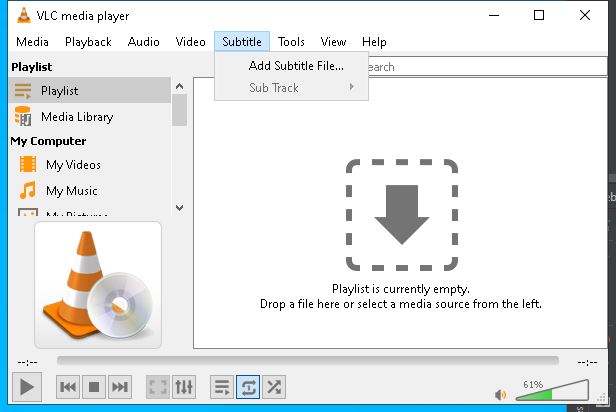 VLC media player
Media Playback Audio Video Subtitle Tools View Help
Playlist
Add Subtitle File...
earch
Playlist
Sub Track
Media Library
My Computer
My Videos
My Music
My Pictures
Playlist is currently empty.
Drop a file here or select a media source from the left.
--:--
--:--
61%